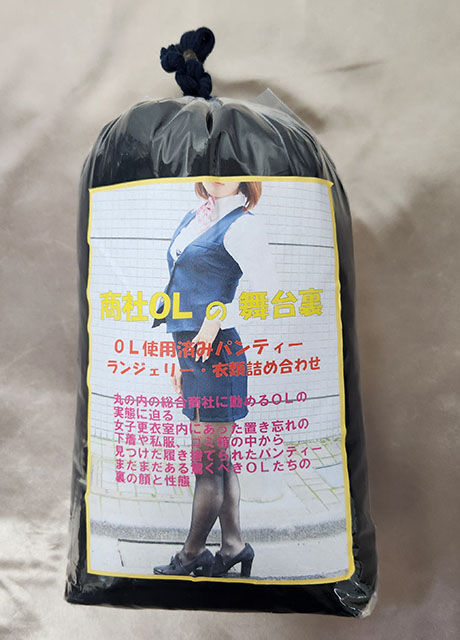 商社OLの舞台裏
OL使用済みパンティー
ランジェリー・衣類詰め合わせ
丸の内の総合商社に勤めるOLの
実態に迫る
女子更衣室内にあった置き忘れの
下着や私服、ゴミ箱の中から
見つけた履き捨てられたパンティー
まだまだある驚くべきOLたちの
裏の顔と性態